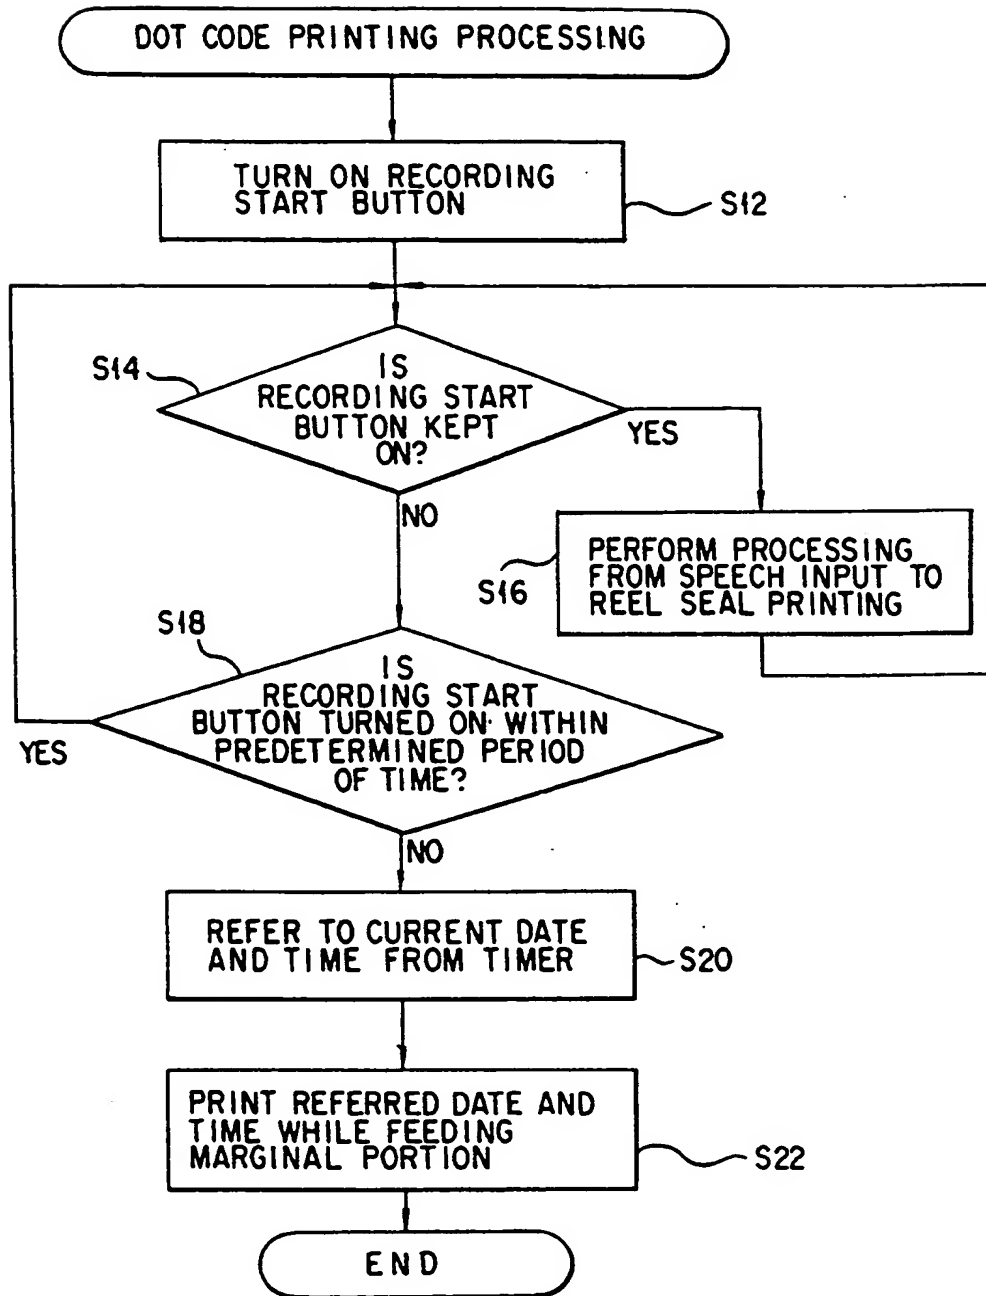 DOT CODE PRINTING PROCESSING
TURN ON RECORDING
START BUTTON
S12
S14
IS
RECORDING START
BUTTON KEPT
ON?
YES
NO
PERFORM PROCESSING
FROM SPEECH INPUT TO
REEL SEAL PRINTING
S16
S18
IS
RECORDING START
BUTTON TURNED ON WITHIN
PREDETERMINED PERIOD
OF TIME?
YES
NO
REFER TO CURRENT DATE
AND TIME FROM TIMER
S20
PRINT REFERRED DATE AND
TIME WHILE FEEDING
MARGINAL PORTION
S22
END